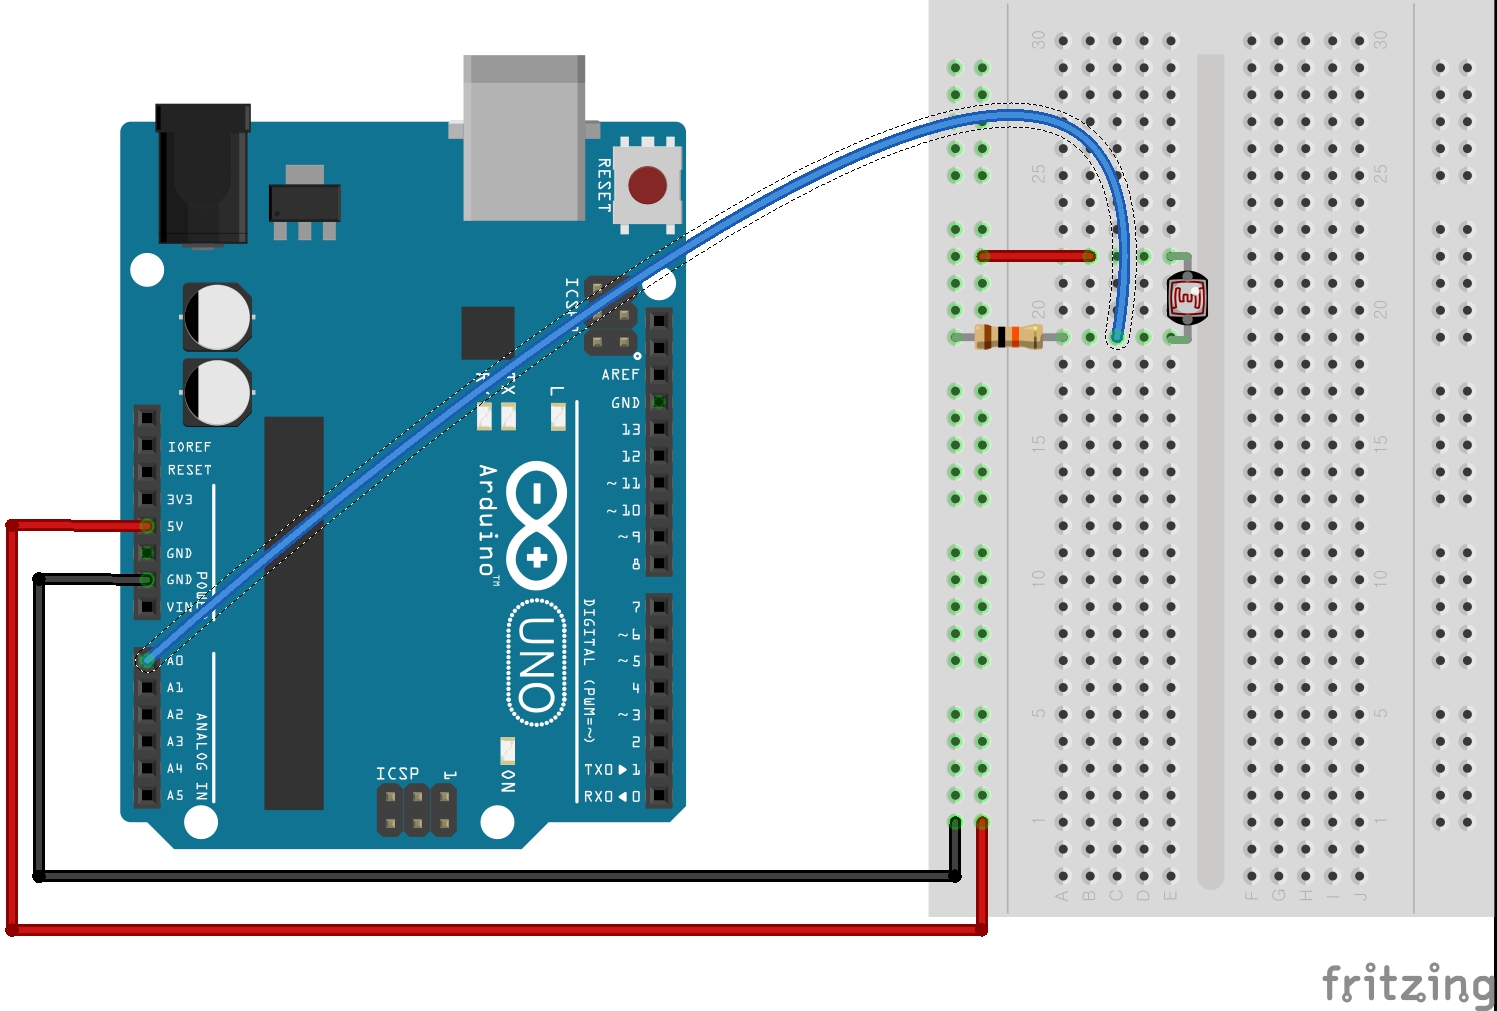 RESET
ICSP
AREF
GND
13
12
~11
~10
~9
8
7
~6
~5
4
~3
2
TX0▶1
RX0◀0
IOREF
RESET
3V3
5V
GND
GND
VIN
A0
A1
A2
A3
A4
A5
POWER
ANALOG IN
TX
L
Arduino™
UNO
DIGITAL (PWM=~)
ICSP
1
ON
30
25
20
15
10
5
1
30
25
20
15
10
5
1
A B C D E F G H I J
fritzing